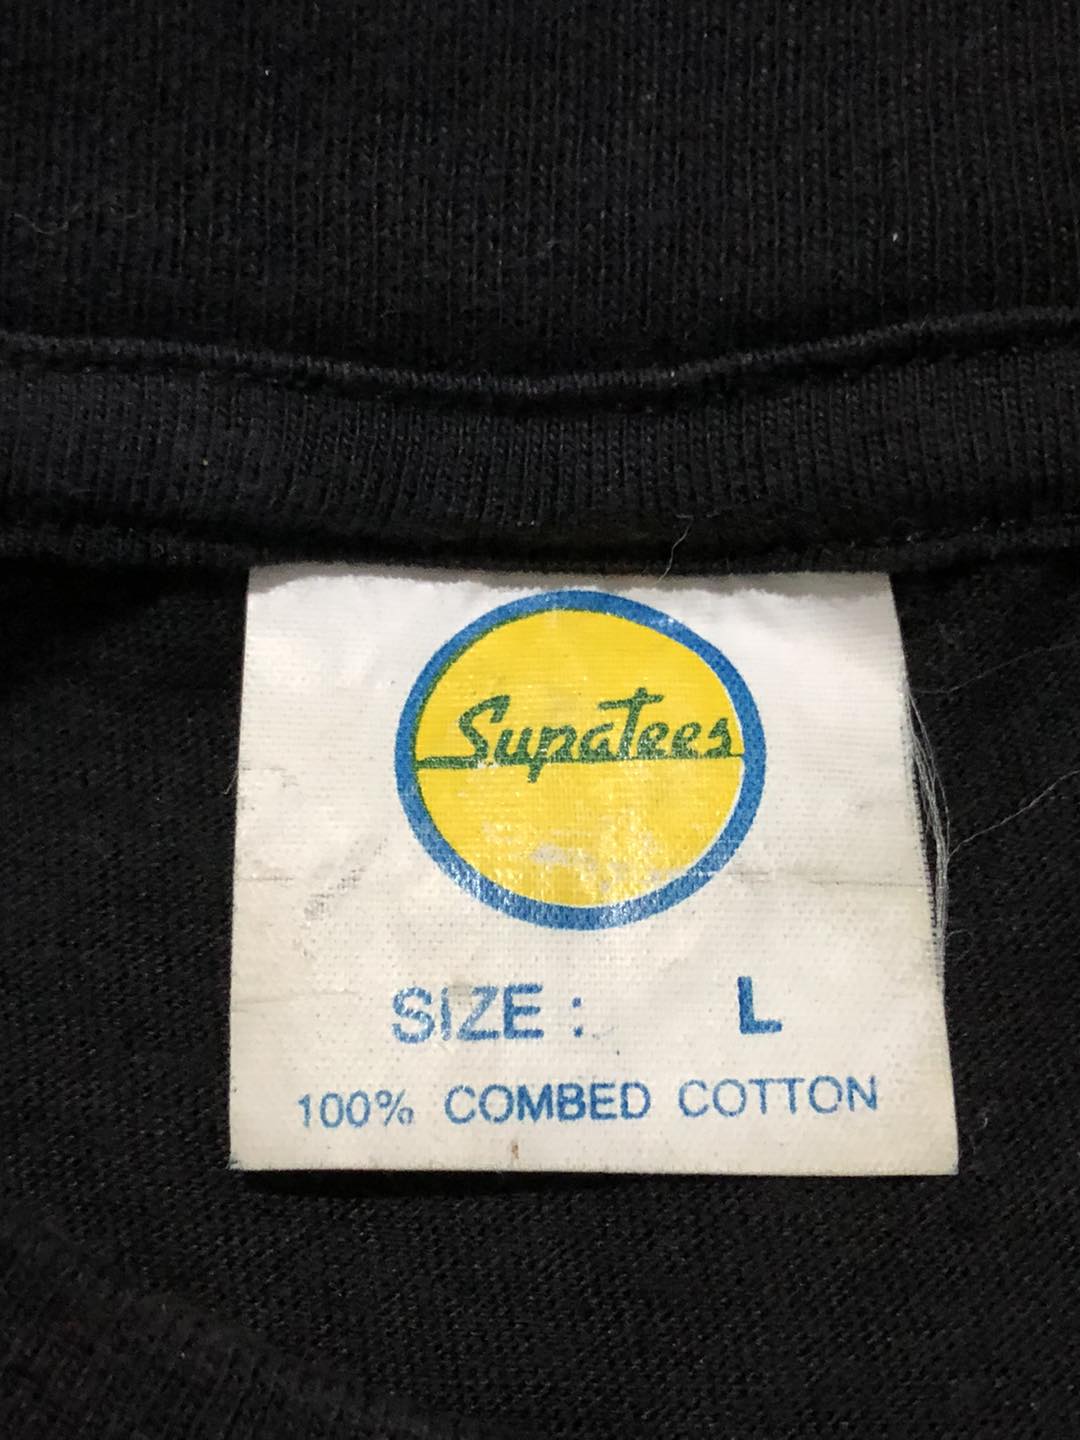 SupaTees
SIZE : L
100% COMBED COTTON